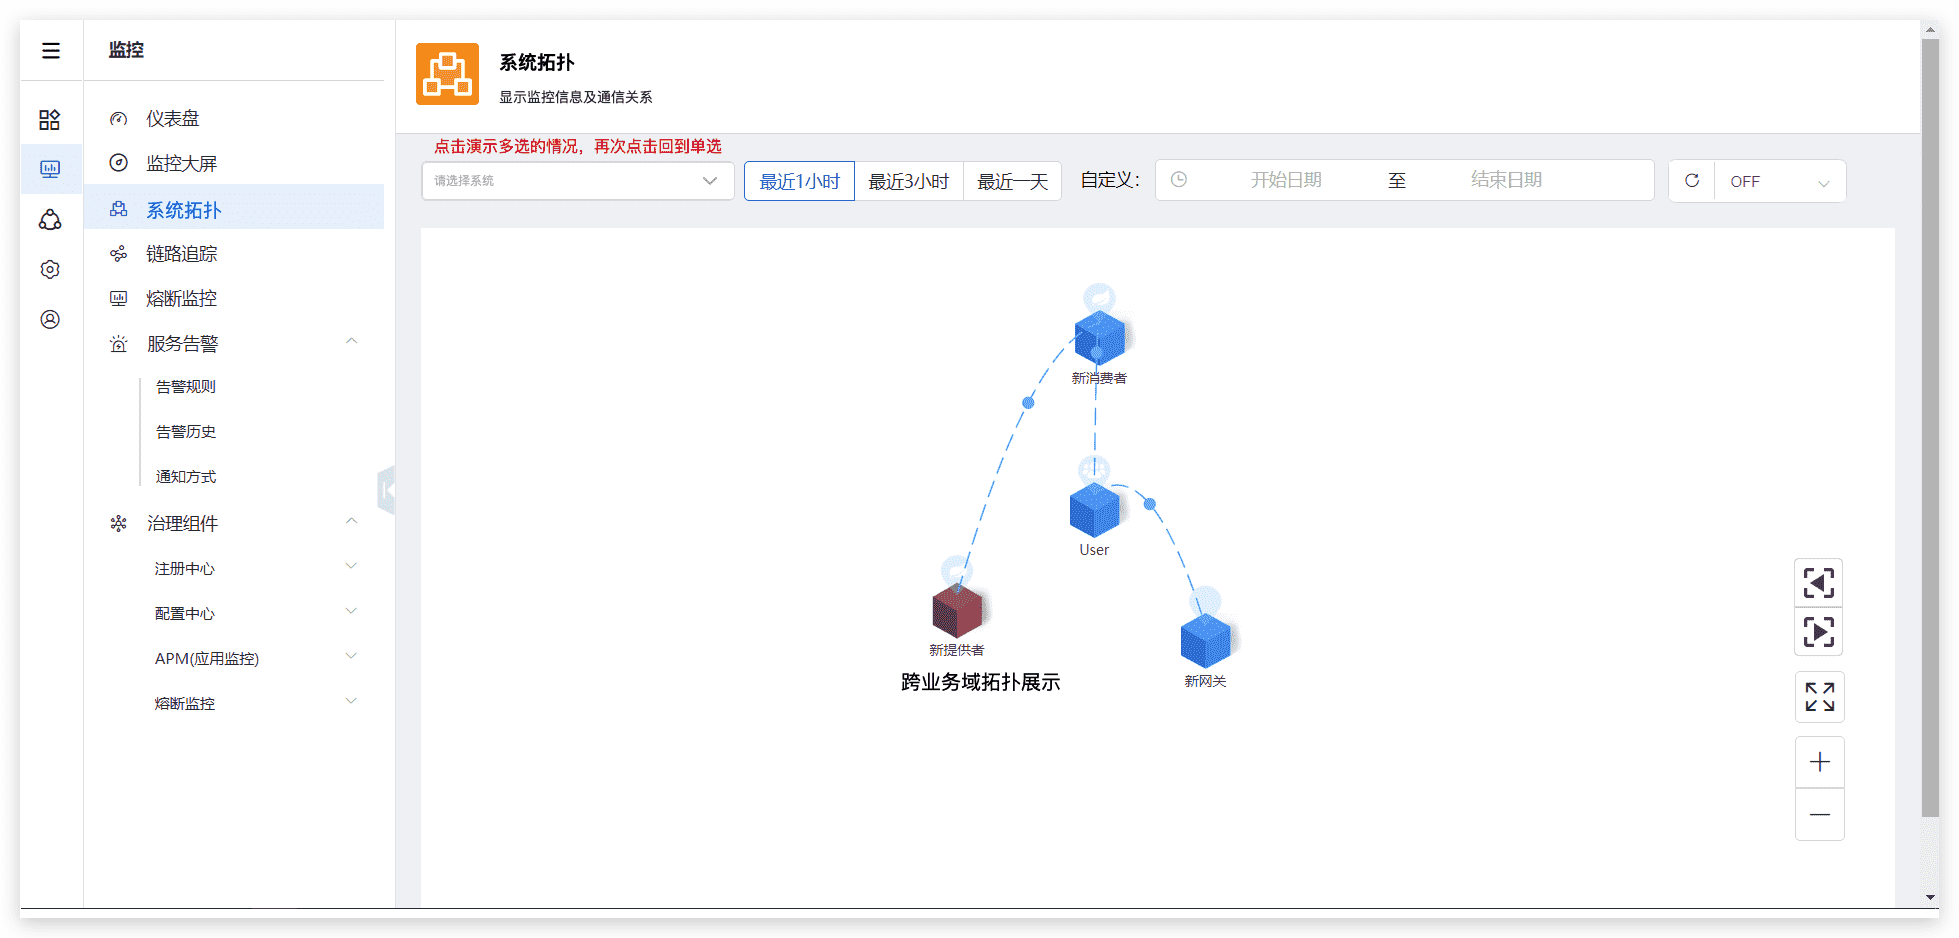 监控
仪表盘
监控大屏
系统拓扑
链路追踪
熔断监控
服务告警
告警规则
告警历史
通知方式
治理组件
注册中心
配置中心
APM(应用监控)
熔断监控
系统拓扑
显示监控信息及通信关系
点击演示多选的情况，再次点击回到单选
请选择系统
最近1小时 最近3小时 最近一天 自定义： 开始日期 至 结束日期 OFF
新消费者
User
新提供者
跨业务域拓扑展示
新网关